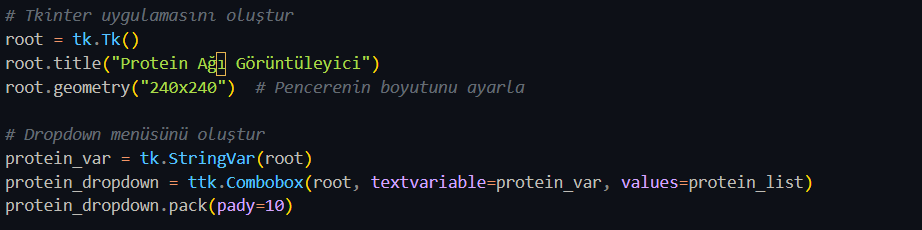 # Tkinter uygulamasını oluştur
root = tk.Tk()
root.title("Protein Ağı Görüntüleyici")
root.geometry("240x240")  # Pencerenin boyutunu ayarla
# Dropdown menüsünü oluştur
protein_var = tk.StringVar(root)
protein_dropdown = ttk.Combobox(root, textvariable=protein_var, values=protein_list)
protein_dropdown.pack(pady=10)